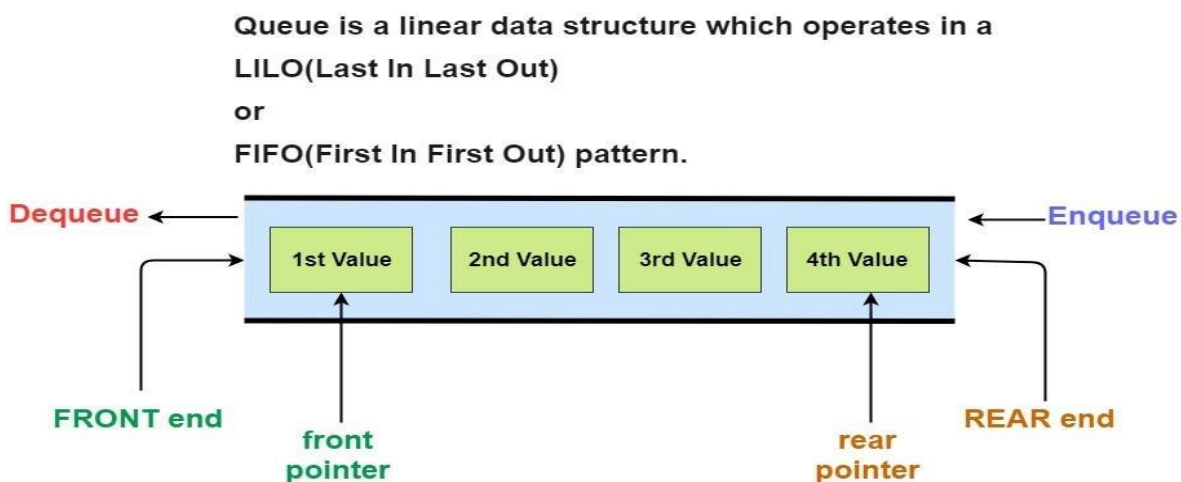 Queue is a linear data structure which operates in a
LILO(Last In Last Out)
or
FIFO(First In First Out) pattern.
Dequeue
Enqueue
1st Value
2nd Value
3rd Value
4th Value
FRONT end
REAR end
front
pointer
rear
pointer